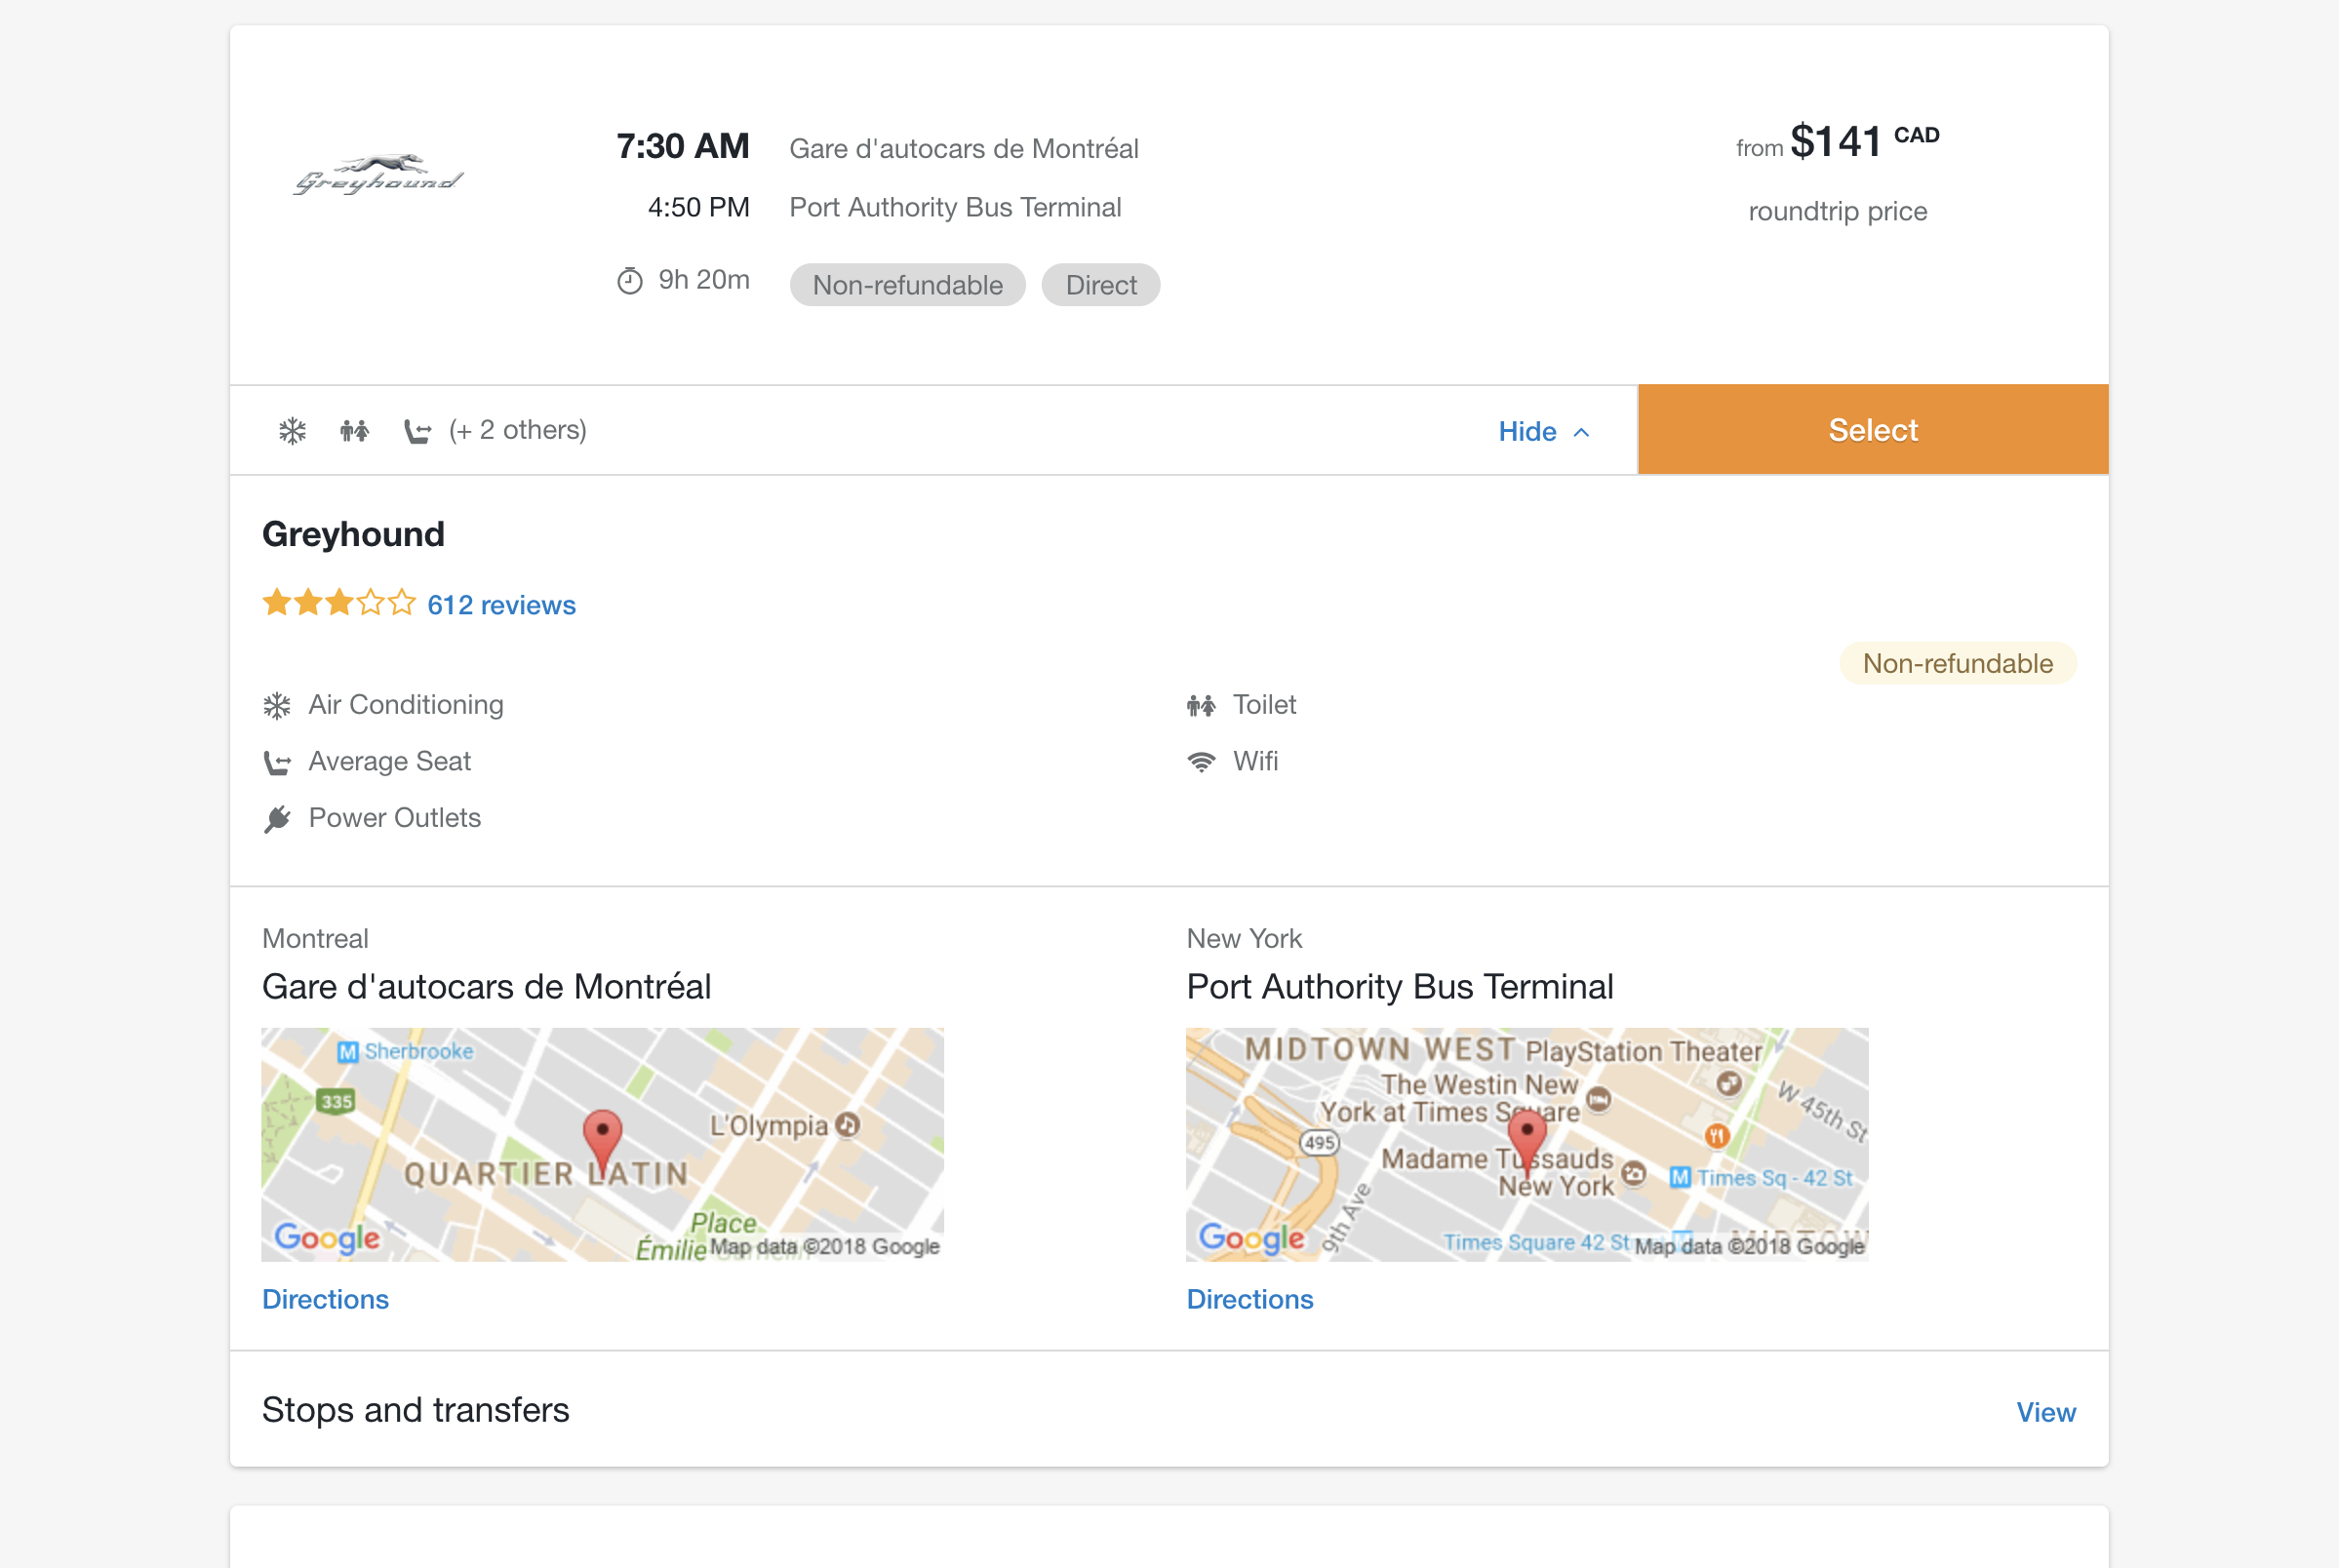 Greyhound
7:30 AM Gare d'autocars de Montréal
4:50 PM Port Authority Bus Terminal
9h 20m Non-refundable Direct
from $141 CAD
roundtrip price
(+ 2 others)
Hide
Select
Greyhound
612 reviews
Non-refundable
Air Conditioning
Toilet
Average Seat
Wifi
Power Outlets
Montreal
Gare d'autocars de Montréal
M Sherbrooke
335
L'Olympia
QUARTIER LATIN
Place
Émilie-Gamelin
Google
Map data ©2018 Google
Directions
New York
Port Authority Bus Terminal
MIDTOWN WEST
PlayStation Theater
The Westin New
York at Times Square
W 45th St
495
Madame Tussauds
New York
M Times Sq - 42 St
9th Ave
Times Square 42 St
Google
Map data ©2018 Google
Directions
Stops and transfers
View